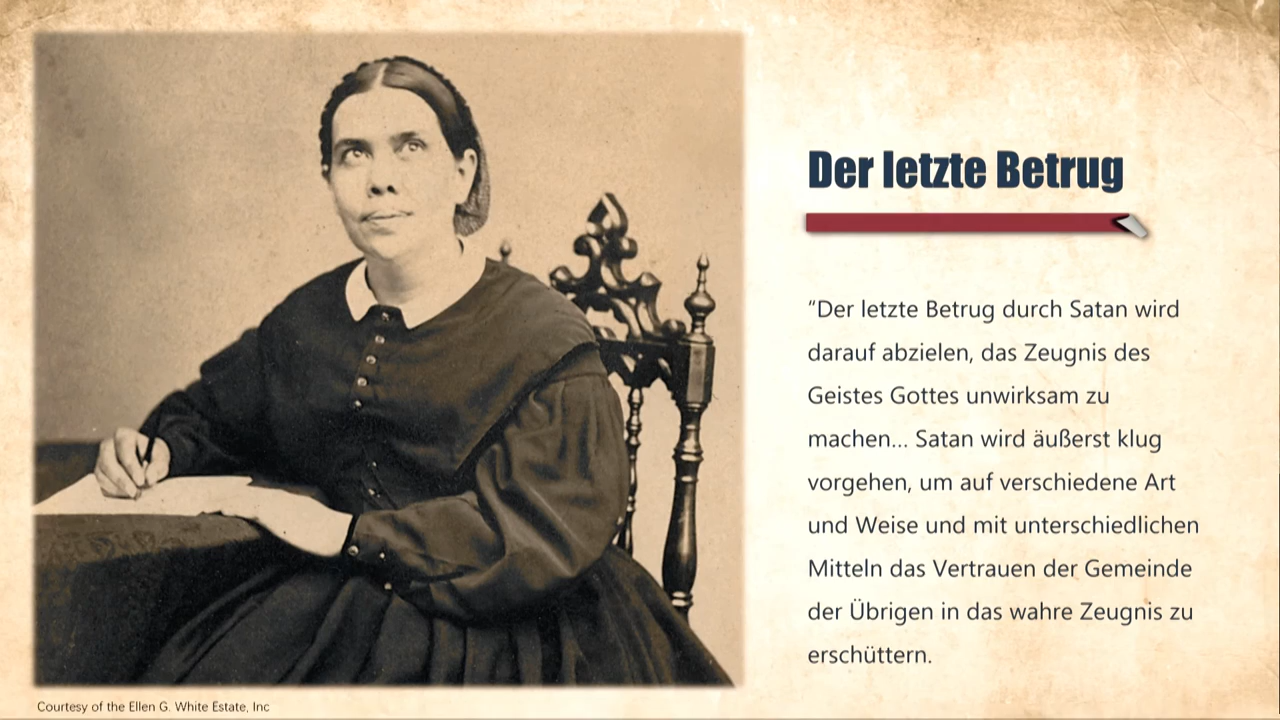 Der letzte Betrug
“Der letzte Betrug durch Satan wird
darauf abzielen, das Zeugnis des
Geistes Gottes unwirksam zu
machen... Satan wird äußerst klug
vorgehen, um auf verschiedene Art
und Weise und mit unterschiedlichen
Mitteln das Vertrauen der Gemeinde
der Übrigen in das wahre Zeugnis zu
erschüttern.
Courtesy of the Ellen G. White Estate, Inc